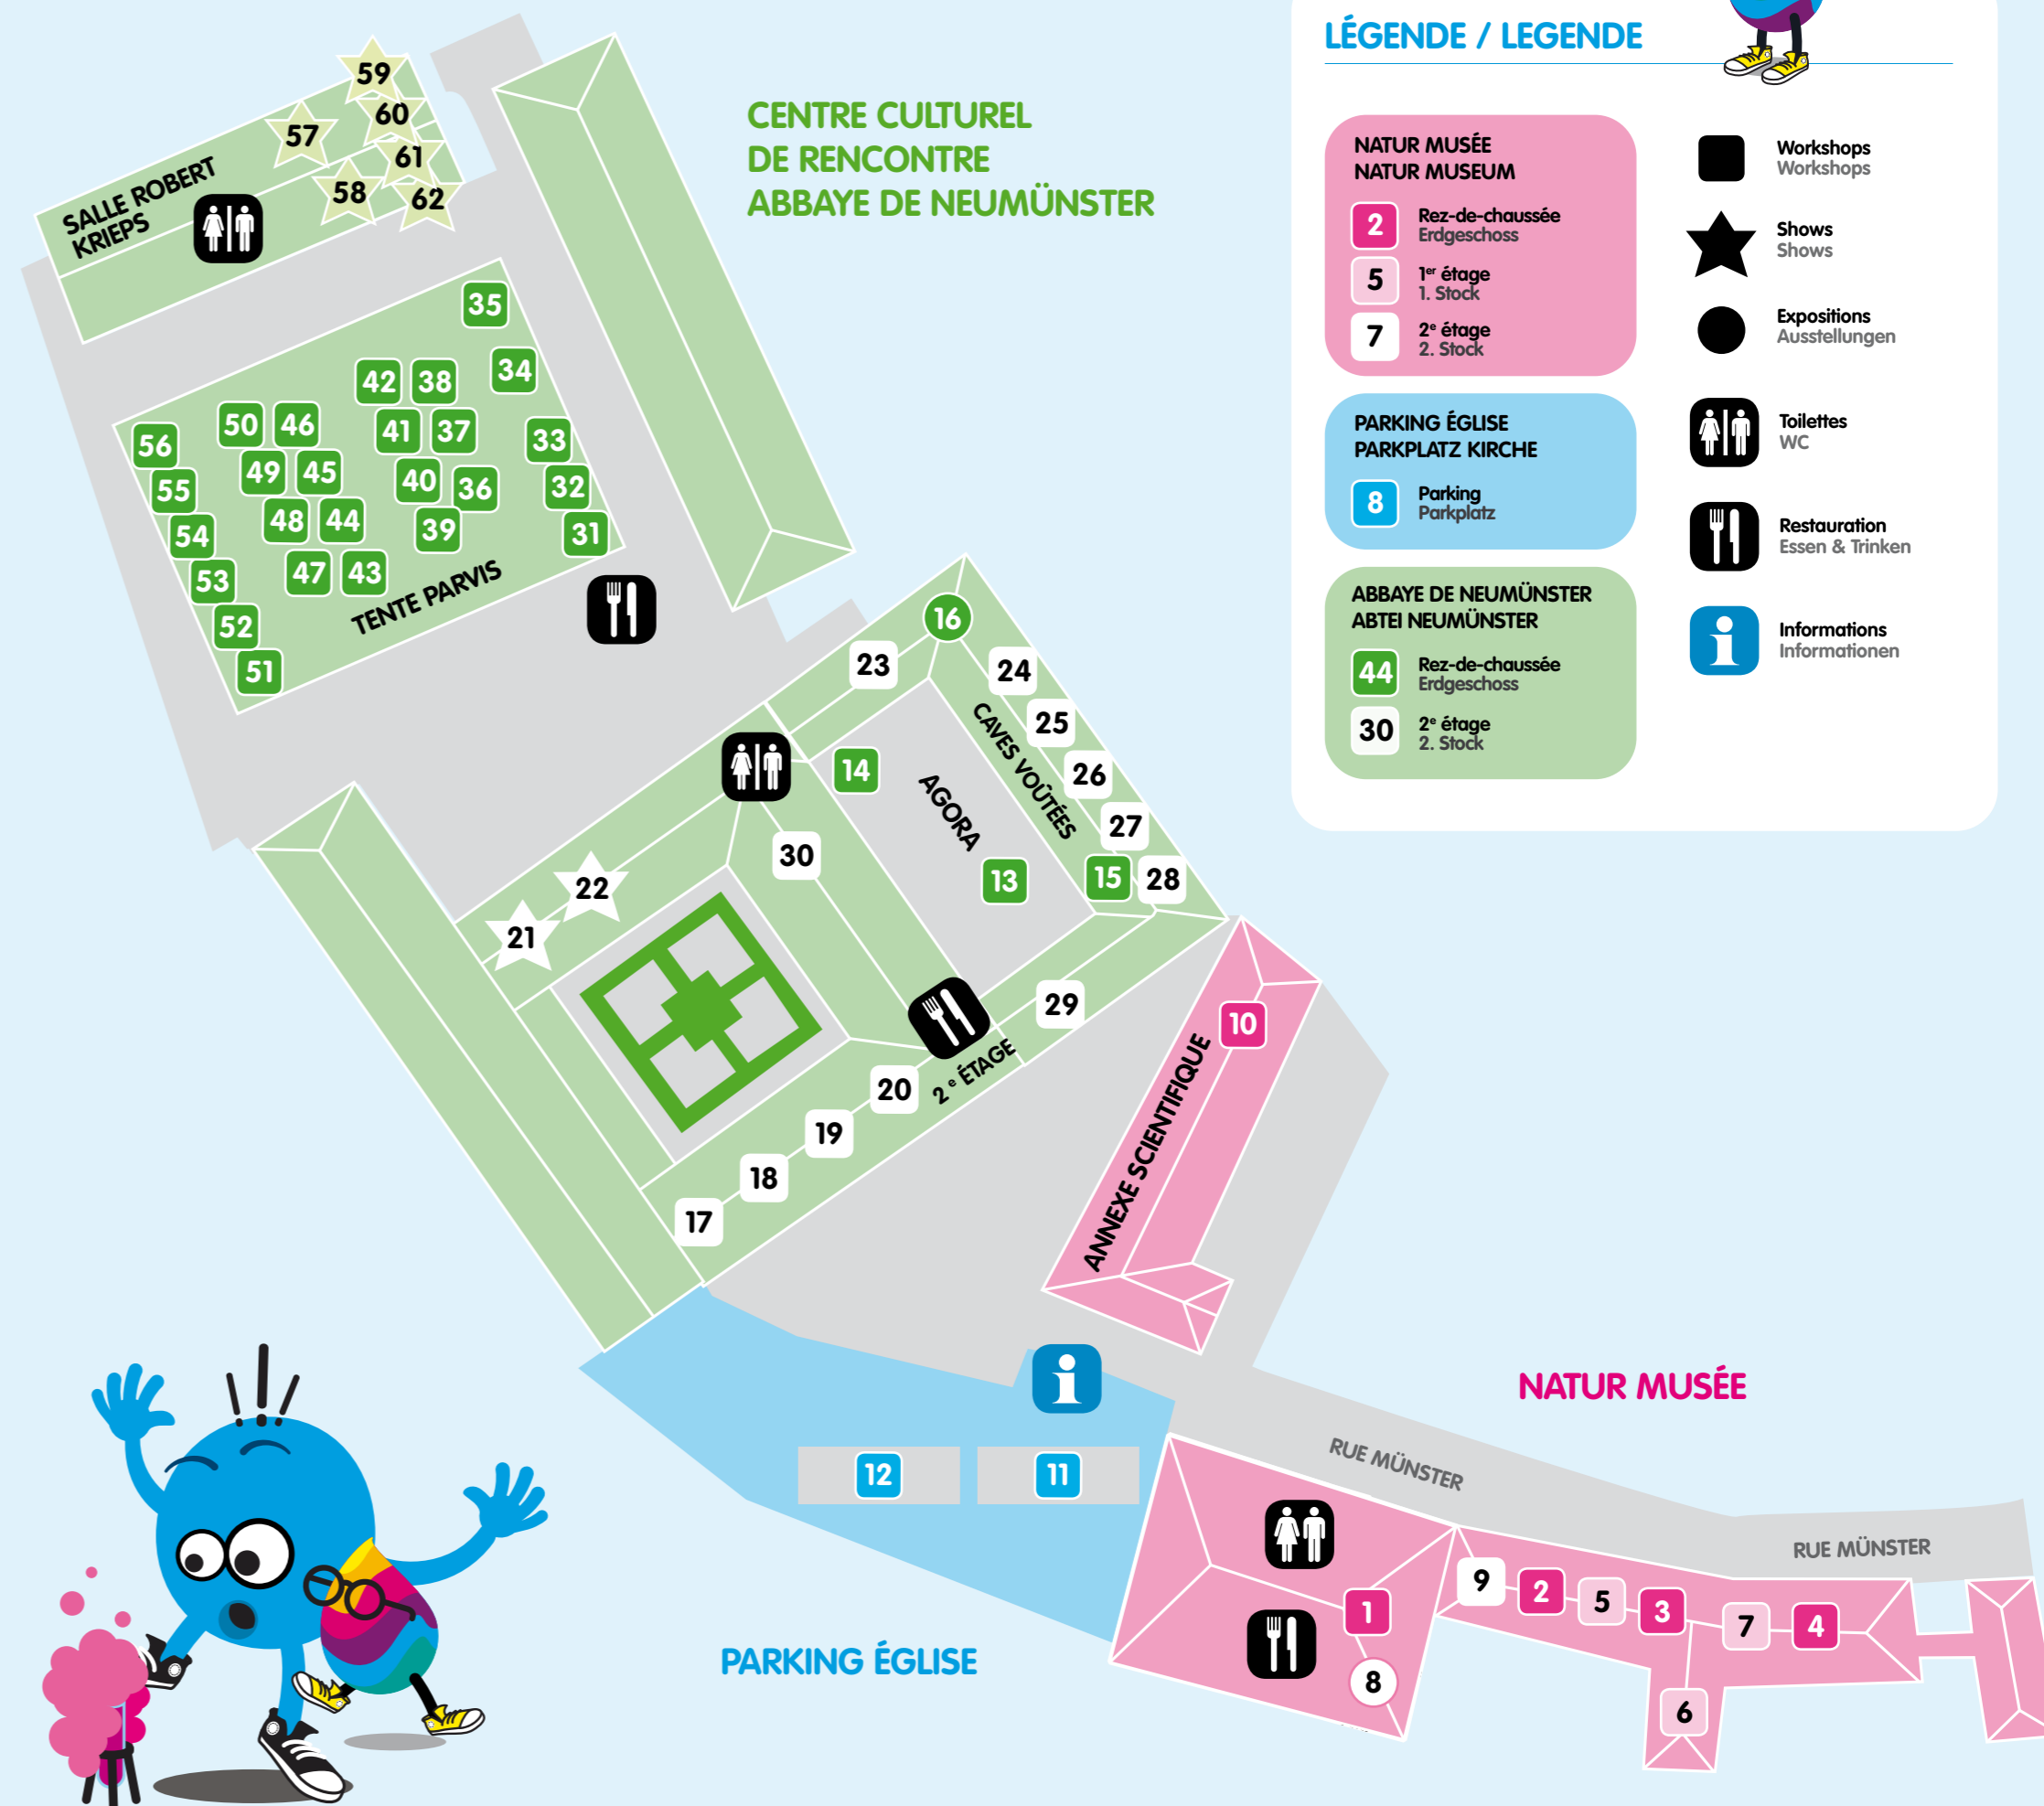 LÉGENDE / LEGENDE
NATUR MUSÉE
NATUR MUSEUM
2
Rez-de-chaussée
Erdgeschoss
5
1er étage
1. Stock
7
2e étage
2. Stock
PARKING ÉGLISE
PARKPLATZ KIRCHE
8
Parking
Parkplatz
ABBAYE DE NEUMÜNSTER
ABTEI NEUMÜNSTER
44
Rez-de-chaussée
Erdgeschoss
30
2e étage
2. Stock
Workshops
Workshops
Shows
Shows
Expositions
Ausstellungen
Toilettes
WC
Restauration
Essen & Trinken
i
Informations
Informationen
CENTRE CULTUREL
DE RENCONTRE
ABBAYE DE NEUMÜNSTER
59
60
57
61
58
62
SALLE ROBERT
KRIEPS
35
34
42 38
41 37
33
50 46
56
49 45
40 36
32
55
48 44
39
31
54
47 43
53
52
51
TENTE PARVIS
16
23
24
25
26
27
28
15
CAVES VOÛTÉES
AGORA
14
13
30
22
21
29
2e ÉTAGE
20
19
18
17
10
ANNEXE SCIENTIFIQUE
i
12
11
PARKING ÉGLISE
NATUR MUSÉE
RUE MÜNSTER
RUE MÜNSTER
1
8
9
2
5
3
7
4
6